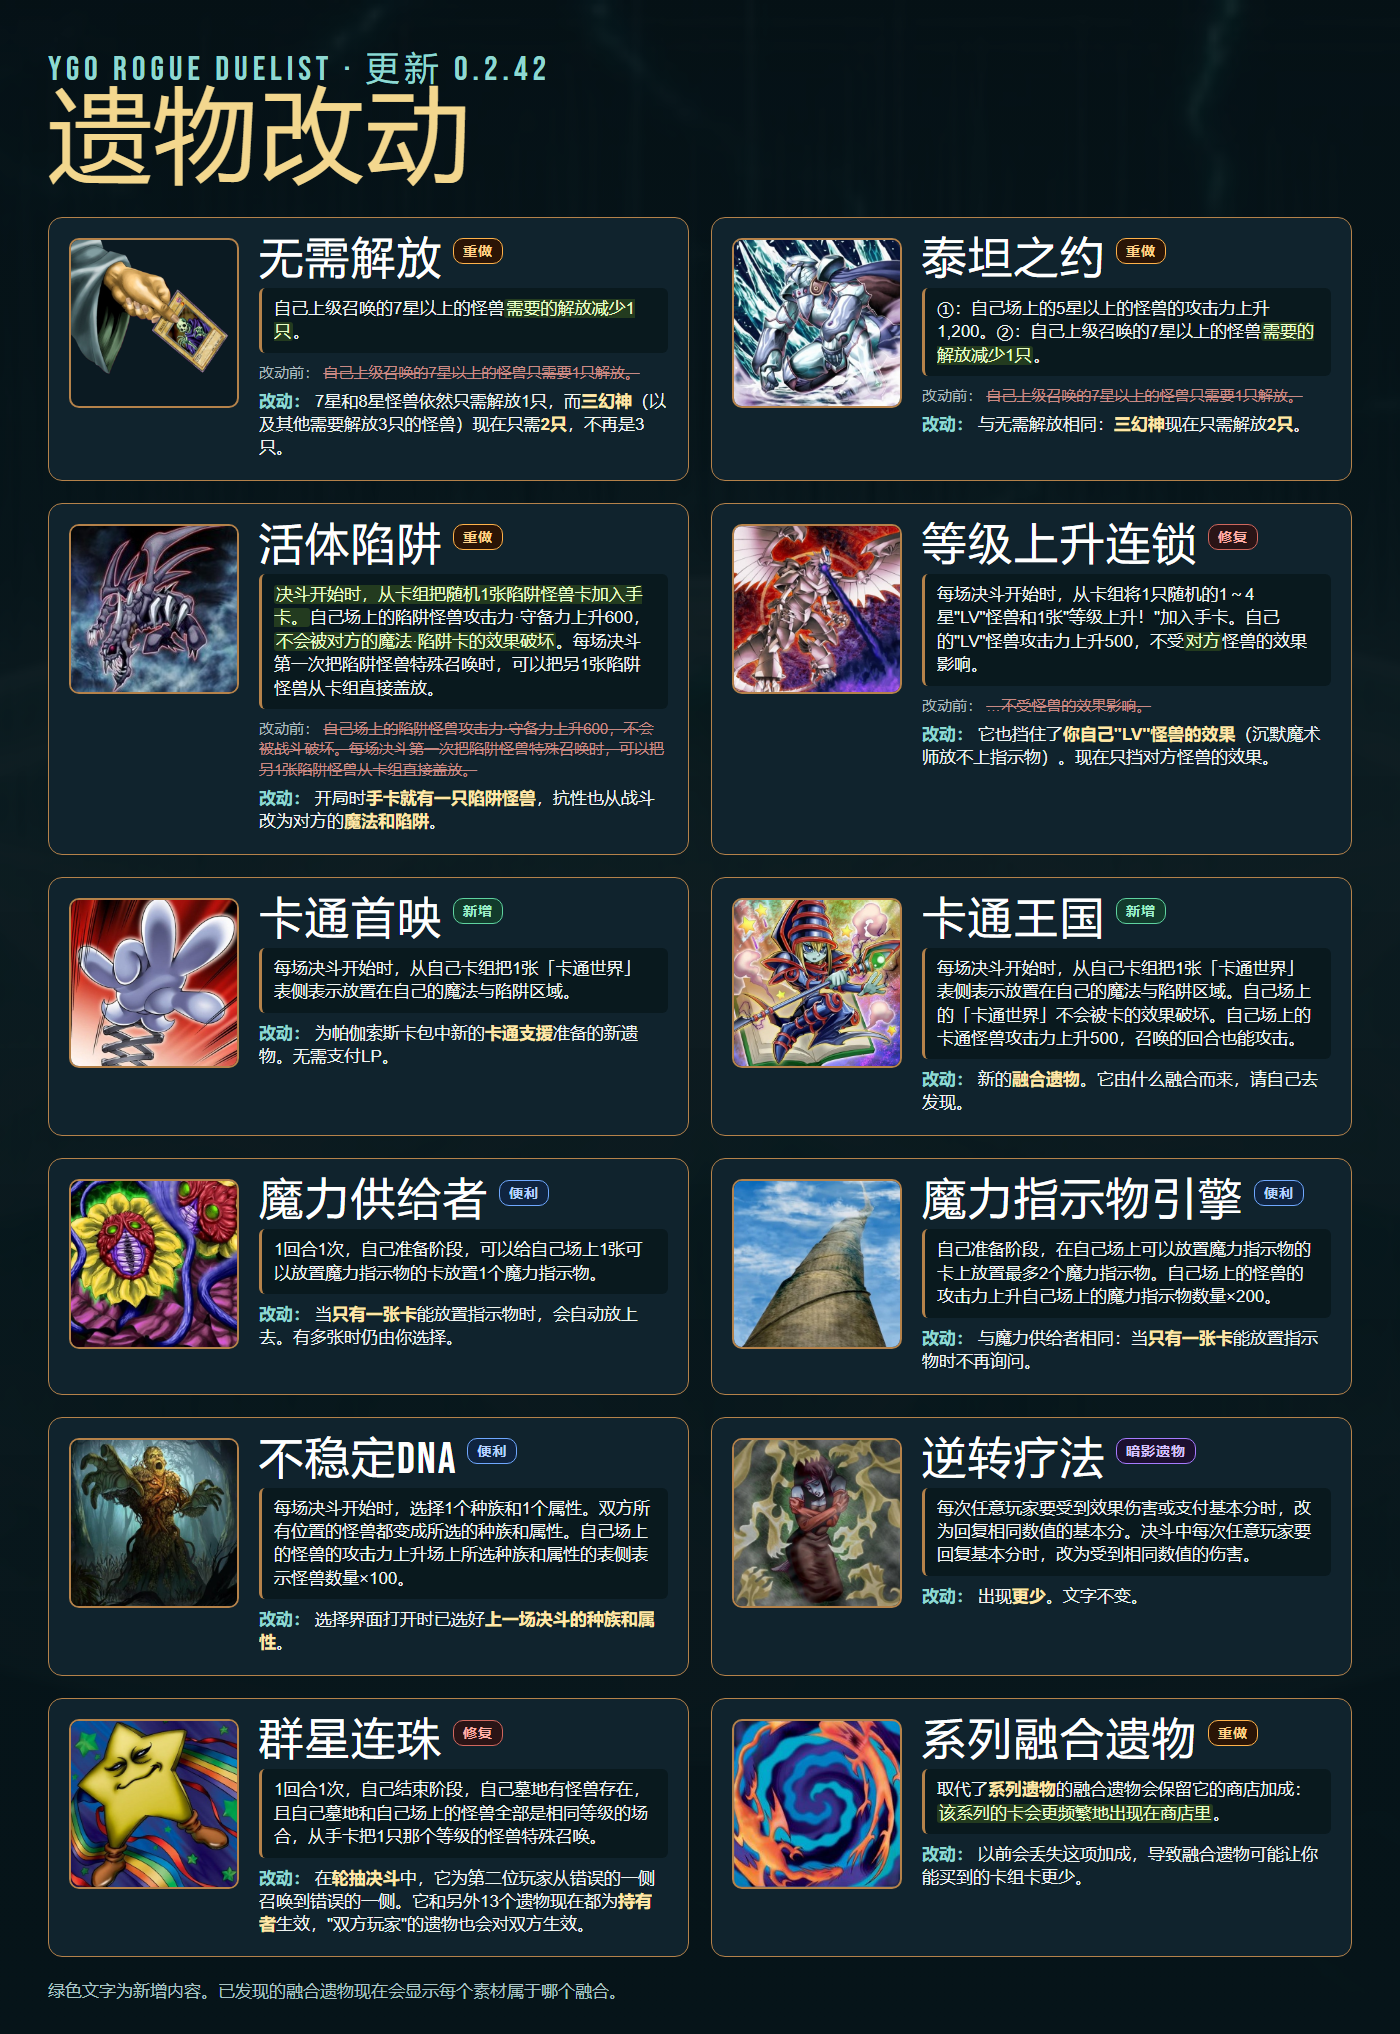 YGO ROGUE DUELIST · 更新 0.2.42
遗物改动
无需解放 重做
自己上级召唤的7星以上的怪兽需要的解放减少1
只。
改动前： 自己上级召唤的7星以上的怪兽只需要1只解放。
改动： 7星和8星怪兽依然只需解放1只，而三幻神（以
及其他需要解放3只的怪兽）现在只需2只，不再是3
只。
泰坦之约 重做
①：自己场上的5星以上的怪兽的攻击力上升
1,200。②：自己上级召唤的7星以上的怪兽需要的
解放减少1只。
改动前： 自己上级召唤的7星以上的怪兽只需要1只解放。
改动： 与无需解放相同：三幻神现在只需解放2只。
活体陷阱 重做
决斗开始时，从卡组把随机1张陷阱怪兽卡加入手
卡。自己场上的陷阱怪兽攻击力·守备力上升600，
不会被对方的魔法·陷阱卡的效果破坏。每场决斗
第一次把陷阱怪兽特殊召唤时，可以把另1张陷阱
怪兽从卡组直接盖放。
改动前： 自己场上的陷阱怪兽攻击力·守备力上升600，不会
被战斗破坏。每场决斗第一次把陷阱怪兽特殊召唤时，可以把
另1张陷阱怪兽从卡组直接盖放。
改动： 开局时手卡就有一只陷阱怪兽，抗性也从战斗
改为对方的魔法和陷阱。
等级上升连锁 修复
每场决斗开始时，从卡组将1只随机的1～4
星"LV"怪兽和1张"等级上升！"加入手卡。自己
的"LV"怪兽攻击力上升500，不受对方怪兽的效果
影响。
改动前： …不受怪兽的效果影响。
改动： 它也挡住了你自己"LV"怪兽的效果（沉默魔术
师放不上指示物）。现在只挡对方怪兽的效果。
卡通首映 新增
每场决斗开始时，从自己卡组把1张「卡通世界」
表侧表示放置在自己的魔法与陷阱区域。
改动： 为帕伽索斯卡包中新的卡通支援准备的新遗
物。无需支付LP。
卡通王国 新增
每场决斗开始时，从自己卡组把1张「卡通世界」
表侧表示放置在自己的魔法与陷阱区域。自己场上
的「卡通世界」不会被卡的效果破坏。自己场上的
卡通怪兽攻击力上升500，召唤的回合也能攻击。
改动： 新的融合遗物。它由什么融合而来，请自己去
发现。
魔力供给者 便利
1回合1次，自己准备阶段，可以给自己场上1张可
以放置魔力指示物的卡放置1个魔力指示物。
改动： 当只有一张卡能放置指示物时，会自动放上
去。有多张时仍由你选择。
魔力指示物引擎 便利
自己准备阶段，在自己场上可以放置魔力指示物的
卡上放置最多2个魔力指示物。自己场上的怪兽的
攻击力上升自己场上的魔力指示物数量×200。
改动： 与魔力供给者相同：当只有一张卡能放置指示
物时不再询问。
不稳定DNA 便利
每场决斗开始时，选择1个种族和1个属性。双方所
有位置的怪兽都变成所选的种族和属性。自己场上
的怪兽的攻击力上升场上所选种族和属性的表侧表
示怪兽数量×100。
改动： 选择界面打开时已选好上一场决斗的种族和属
性。
逆转疗法 暗影遗物
每次任意玩家要受到效果伤害或支付基本分时，改
为回复相同数值的基本分。决斗中每次任意玩家要
回复基本分时，改为受到相同数值的伤害。
改动： 出现更少。文字不变。
群星连珠 修复
1回合1次，自己结束阶段，自己墓地有怪兽存在，
且自己墓地和自己场上的怪兽全部是相同等级的场
合，从手卡把1只那个等级的怪兽特殊召唤。
改动： 在轮抽决斗中，它为第二位玩家从错误的一侧
召唤到错误的一侧。它和另外13个遗物现在都为持有
者生效，"双方玩家"的遗物也会对双方生效。
系列融合遗物 重做
取代了系列遗物的融合遗物会保留它的商店加成：
该系列的卡会更频繁地出现在商店里。
改动： 以前会丢失这项加成，导致融合遗物可能让你
能买到的卡组卡更少。
绿色文字为新增内容。已发现的融合遗物现在会显示每个素材属于哪个融合。